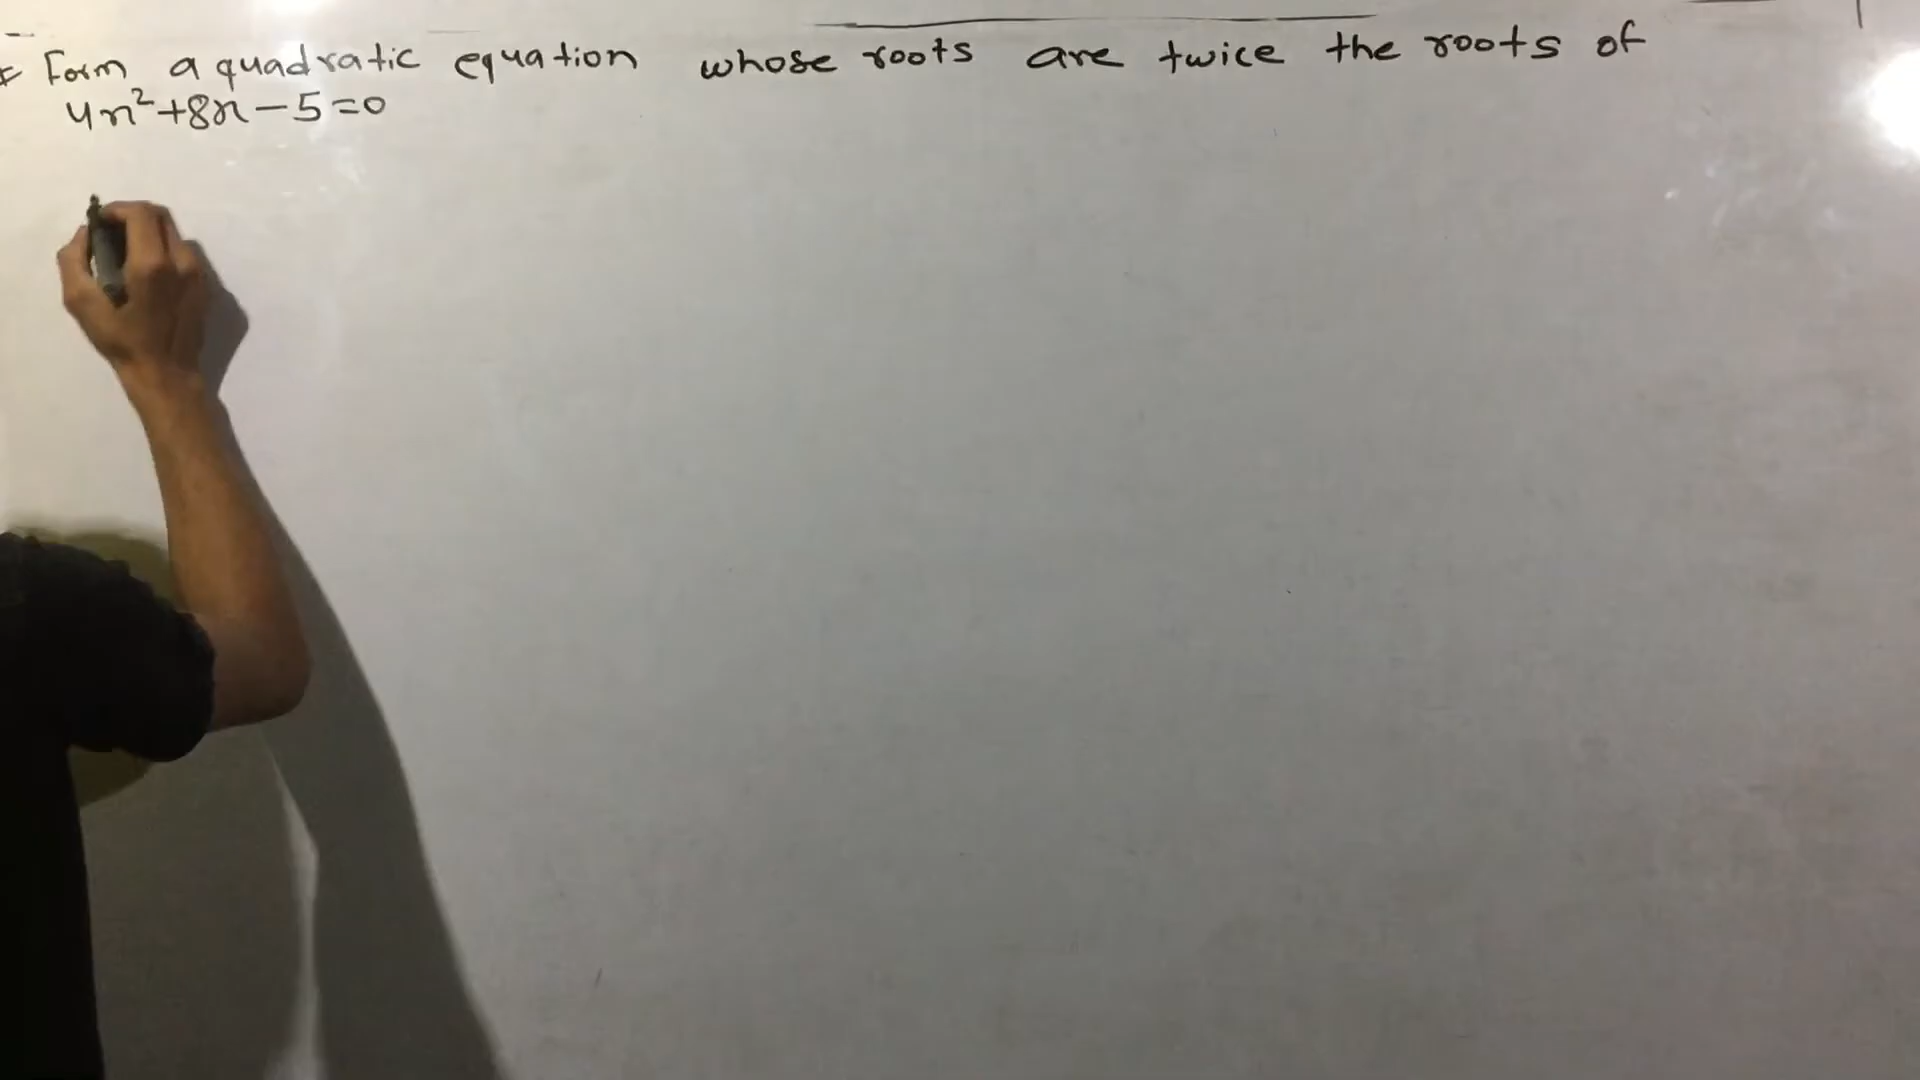 Form a quadratic equation whose roots are twice the roots of
4x²+8x-5=0